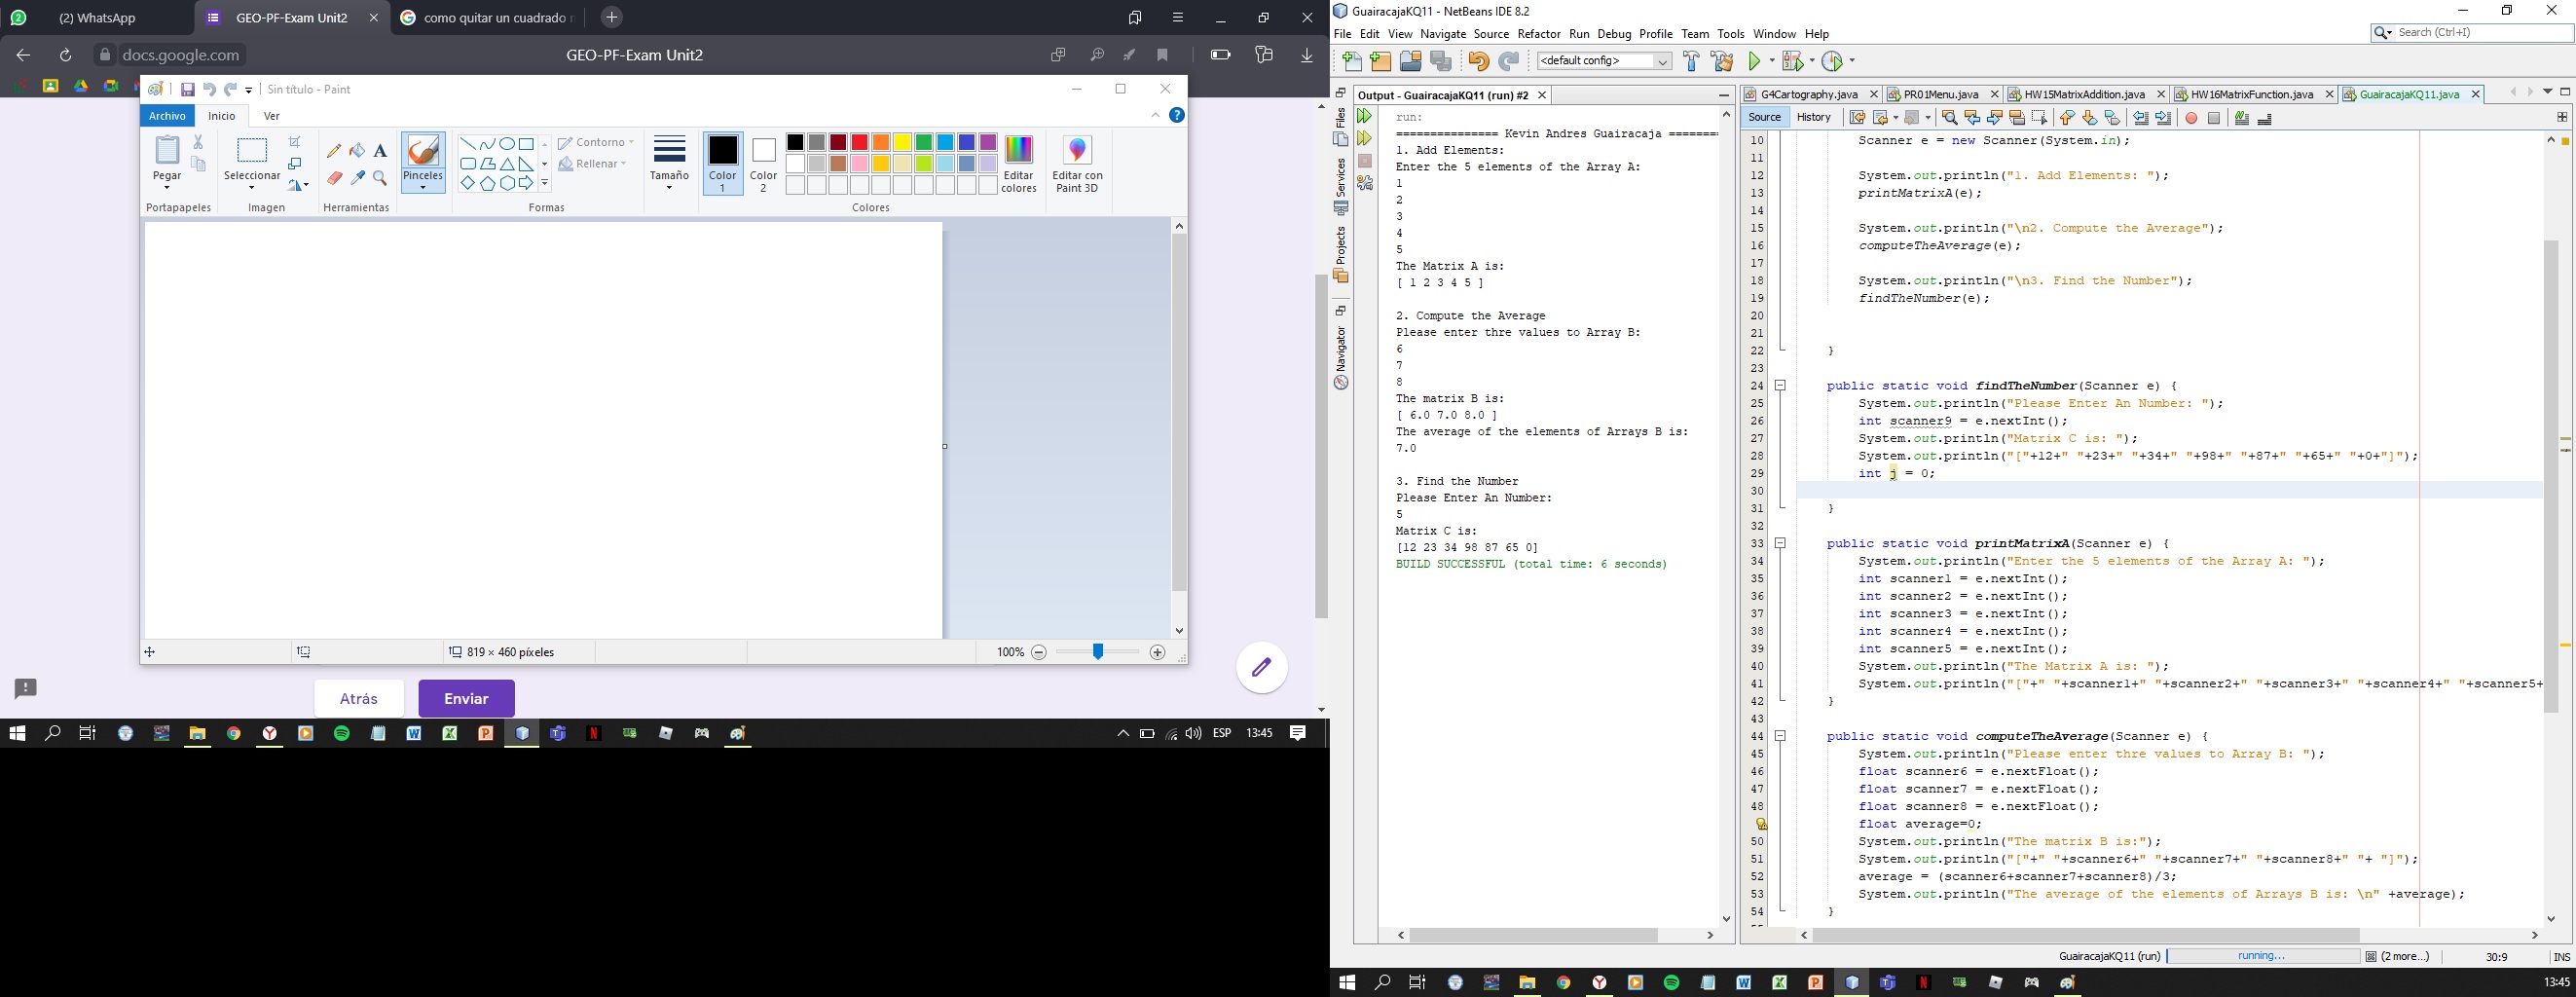 (2) WhatsApp
GEO-PF-Exam Unit2
como quitar un cuadrado
docs.google.com
GEO-PF-Exam Unit2
Sin título - Paint
Archivo
Inicio
Ver
Pegar
Seleccionar
Pinceles
Contorno
Rellenar
Tamaño
Color 1
Color 2
Editar colores
Editar con Paint 3D
Portapapeles
Imagen
Herramientas
Formas
Colores
819 × 460 píxeles
100%
Atrás
Enviar
ESP
13:45
GuairacajaKQ11 - NetBeans IDE 8.2
File Edit View Navigate Source Refactor Run Debug Profile Team Tools Window Help
Search (Ctrl+I)
<default config>
Files
Services
Projects
Navigator
Output - GuairacajaKQ11 (run) #2
run:
=============== Kevin Andres Guairacaja =======
1. Add Elements:
Enter the 5 elements of the Array A:
1
2
3
4
5
The Matrix A is:
[ 1 2 3 4 5 ]
2. Compute the Average
Please enter thre values to Array B:
6
7
8
The matrix B is:
[ 6.0 7.0 8.0 ]
The average of the elements of Arrays B is:
7.0
3. Find the Number
Please Enter An Number:
5
Matrix C is:
[12 23 34 98 87 65 0]
BUILD SUCCESSFUL (total time: 6 seconds)
G4Cartography.java
PR01Menu.java
HW15MatrixAddition.java
HW16MatrixFunction.java
GuairacajaKQ11.java
Source
History
10 Scanner e = new Scanner(System.in);
11
12 System.out.println("1. Add Elements: ");
13 printMatrixA(e);
14
15 System.out.println("\n2. Compute the Average");
16 computeTheAverage(e);
17
18 System.out.println("\n3. Find the Number");
19 findTheNumber(e);
20
21
22 }
23
24 public static void findTheNumber(Scanner e) {
25 System.out.println("Please Enter An Number: ");
26 int scanner9 = e.nextInt();
27 System.out.println("Matrix C is: ");
28 System.out.println("["+12+" "+23+" "+34+" "+98+" "+87+" "+65+" "+0+"]");
29 int j = 0;
30
31 }
32
33 public static void printMatrixA(Scanner e) {
34 System.out.println("Enter the 5 elements of the Array A: ");
35 int scanner1 = e.nextInt();
36 int scanner2 = e.nextInt();
37 int scanner3 = e.nextInt();
38 int scanner4 = e.nextInt();
39 int scanner5 = e.nextInt();
40 System.out.println("The Matrix A is: ");
41 System.out.println("["+" "+scanner1+" "+scanner2+" "+scanner3+" "+scanner4+" "+scanner5+
42 }
43
44 public static void computeTheAverage(Scanner e) {
45 System.out.println("Please enter thre values to Array B: ");
46 float scanner6 = e.nextFloat();
47 float scanner7 = e.nextFloat();
48 float scanner8 = e.nextFloat();
float average=0;
50 System.out.println("The matrix B is:");
51 System.out.println("["+" "+scanner6+" "+scanner7+" "+scanner8+" "+ "]");
52 average = (scanner6+scanner7+scanner8)/3;
53 System.out.println("The average of the elements of Arrays B is: \n" +average);
54 }
GuairacajaKQ11 (run)
running...
(2 more...)
30:9
INS
13:45